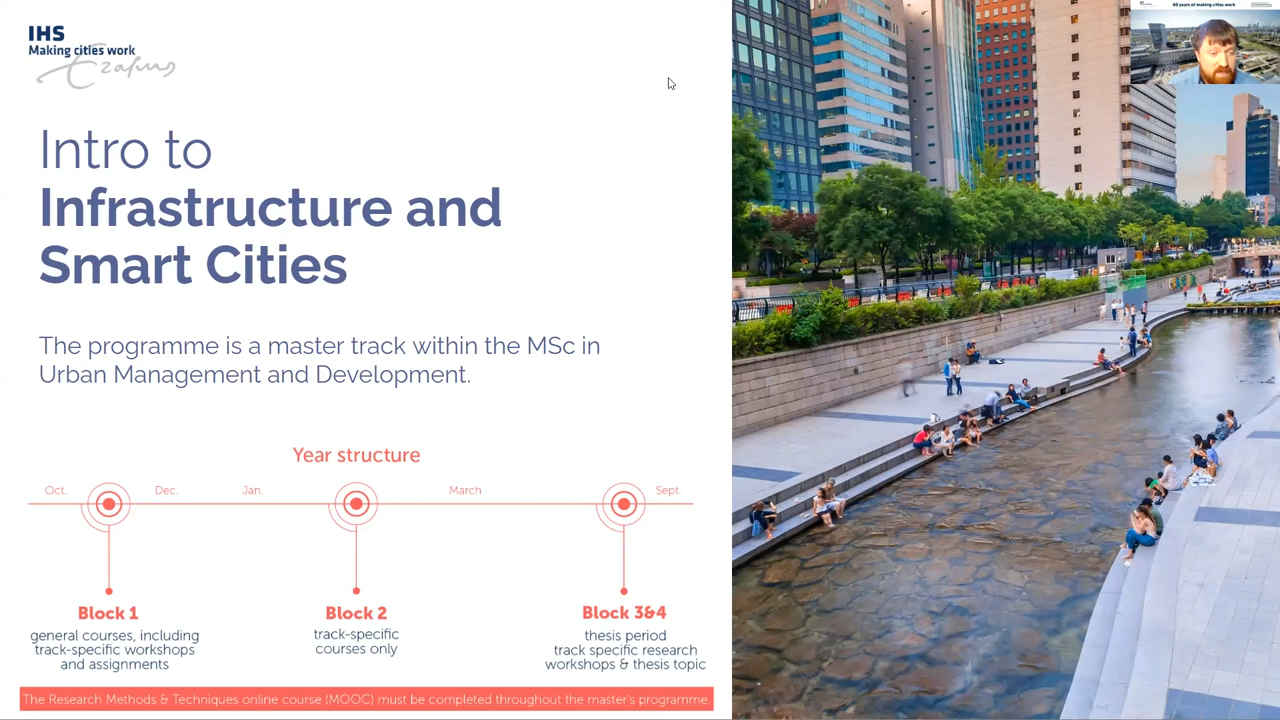 IHS
Making cities work
Erasmus
60 years of making cities work
Intro to
Infrastructure and
Smart Cities
The programme is a master track within the MSc in
Urban Management and Development.
Year structure
Oct. Dec. Jan. March Sept.
Block 1
general courses, including
track-specific workshops
and assignments
Block 2
track-specific
courses only
Block 3&4
thesis period
track specific research
workshops & thesis topic
The Research Methods & Techniques online course (MOOC) must be completed throughout the master's programme.